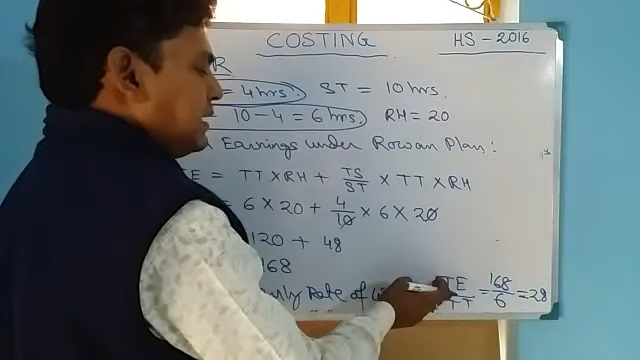 COSTING HS - 2016
R
= 4 hrs. ST = 10 hrs.
10 - 4 = 6 hrs. RH = 20
Earnings under Rowan Plan :
E = TT X RH + TS/ST X TT X RH
= 6 X 20 + 4/10 X 6 X 20
120 + 48
168
Rate of TE/TT = 168/6 = 28